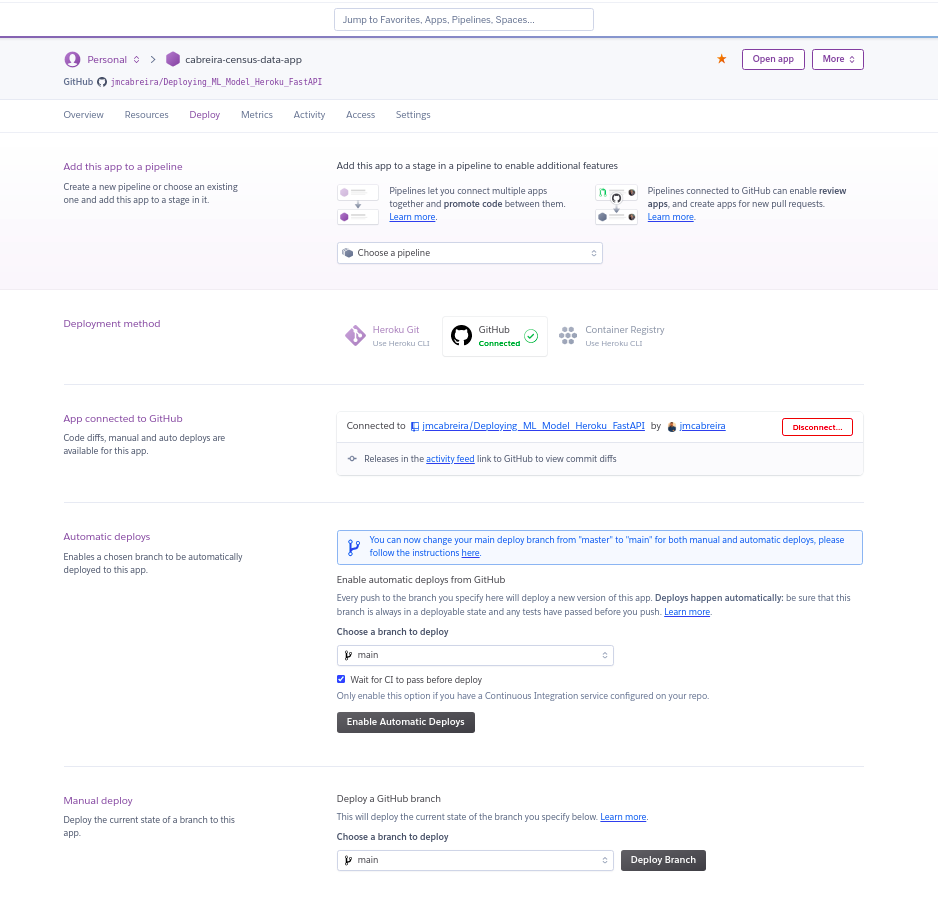 Jump to Favorites, Apps, Pipelines, Spaces...
Personal
cabreira-census-data-app
Open app
More
GitHub jmcabreira/Deploying_ML_Model_Heroku_FastAPI
Overview Resources Deploy Metrics Activity Access Settings
Add this app to a pipeline
Create a new pipeline or choose an existing
one and add this app to a stage in it.
Add this app to a stage in a pipeline to enable additional features
Pipelines let you connect multiple apps
together and promote code between them.
Learn more.
Pipelines connected to GitHub can enable review
apps, and create apps for new pull requests.
Learn more.
Choose a pipeline
Deployment method
Heroku Git
Use Heroku CLI
GitHub
Connected
Container Registry
Use Heroku CLI
App connected to GitHub
Code diffs, manual and auto deploys are
available for this app.
Connected to jmcabreira/Deploying_ML_Model_Heroku_FastAPI by jmcabreira
Disconnect...
Releases in the activity feed link to GitHub to view commit diffs
Automatic deploys
Enables a chosen branch to be automatically
deployed to this app.
You can now change your main deploy branch from "master" to "main" for both manual and automatic deploys, please
follow the instructions here.
Enable automatic deploys from GitHub
Every push to the branch you specify here will deploy a new version of this app. Deploys happen automatically: be sure that this
branch is always in a deployable state and any tests have passed before you push. Learn more.
Choose a branch to deploy
main
Wait for CI to pass before deploy
Only enable this option if you have a Continuous Integration service configured on your repo.
Enable Automatic Deploys
Manual deploy
Deploy the current state of a branch to this
app.
Deploy a GitHub branch
This will deploy the current state of the branch you specify below. Learn more.
Choose a branch to deploy
main
Deploy Branch